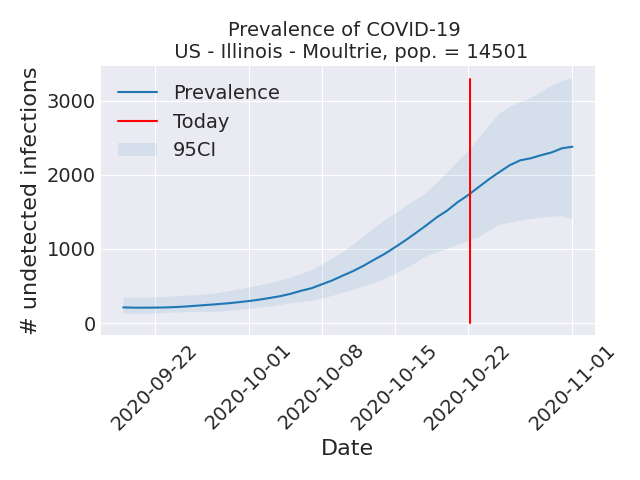 Prevalence of COVID-19
US - Illinois - Moultrie, pop. = 14501
# undetected infections
3000
2000
1000
0
Prevalence
Today
95CI
2020-09-22
2020-10-01
2020-10-08
2020-10-15
2020-10-22
2020-11-01
Date